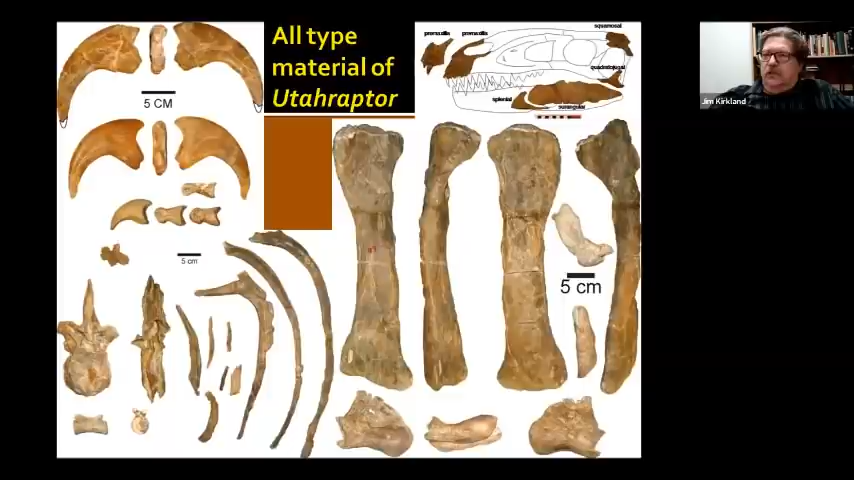 All type
material of
Utahraptor
5 CM
5 cm
premaxilla premaxilla
squamosal
quadratojugal
splenial
surangular
5 cm
Jim Kirkland